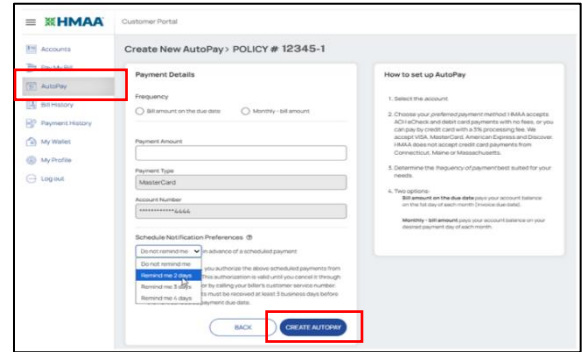 HMAA
Customer Portal
Accounts
Pay My Bill
AutoPay
Bill History
Payment History
My Wallet
My Profile
Logout
Create New AutoPay> POLICY # 12345-1
Payment Details
Frequency
Bill amount on the due date
Monthly - bill amount
Payment Amount
Payment Type
MasterCard
Account Number
************4444
Schedule Notification Preferences
Do not remind me
in advance of a scheduled payment
Do not remind me
Remind me 2 days
Remind me 3 days
Remind me 4 days
you authorize the above scheduled payments from
This authorization is valid until you cancel it through
or by calling your biller's customer service number.
s must be received at least 3 business days before
payment due date.
BACK
CREATE AUTOPAY
How to set up AutoPay
1. Select the account.
2. Choose your preferred payment method ! HMAA accepts
ACH/eCheck and debit card payments with no fees, or you
can pay by credit card with a 3% processing fee. We
accept VISA, MasterCard, American Express and Discover.
HMAA does not accept credit card payments from
Connecticut, Maine or Massachusetts.
3. Determine the frequency of payment best suited for your
needs.
4. Two options:
Bill amount on the due date pays your account balance
on the 1st day of each month (invoice due date).
Monthly - bill amount pays your account balance on your
desired payment day of each month.